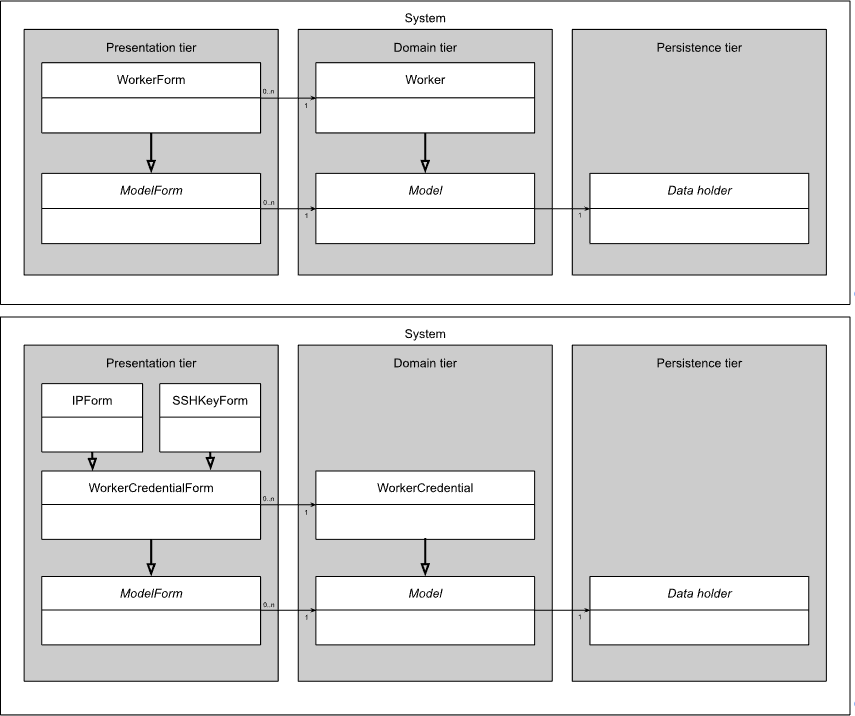 System
Presentation tier
Domain tier
Persistence tier
WorkerForm
Worker
0..n
1
ModelForm
Model
Data holder
0..n
1
1
System
Presentation tier
Domain tier
Persistence tier
IPForm
SSHKeyForm
WorkerCredentialForm
WorkerCredential
0..n
1
ModelForm
Model
Data holder
0..n
1
1